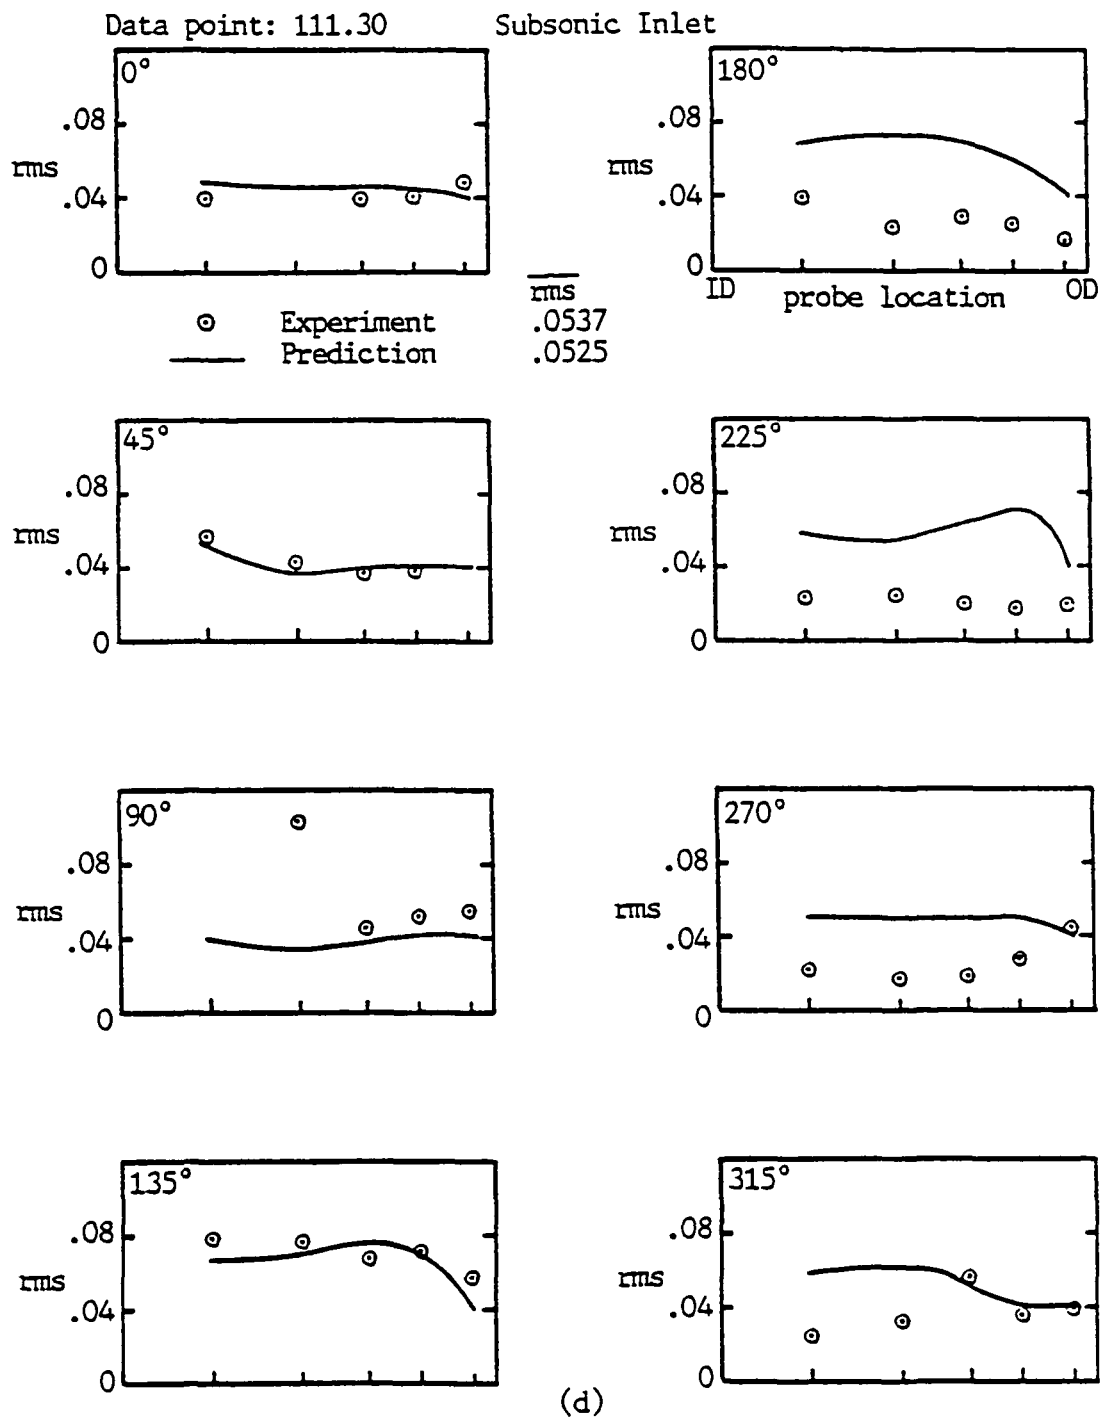 Data point: 111.30 Subsonic Inlet
0°
.08
rms
.04
0
180°
.08
rms
.04
0
ID probe location OD
rms
Experiment .0537
Prediction .0525
45°
.08
rms
.04
0
225°
.08
rms
.04
0
90°
.08
rms
.04
0
270°
.08
rms
.04
0
135°
.08
rms
.04
0
315°
.08
rms
.04
0
(d)